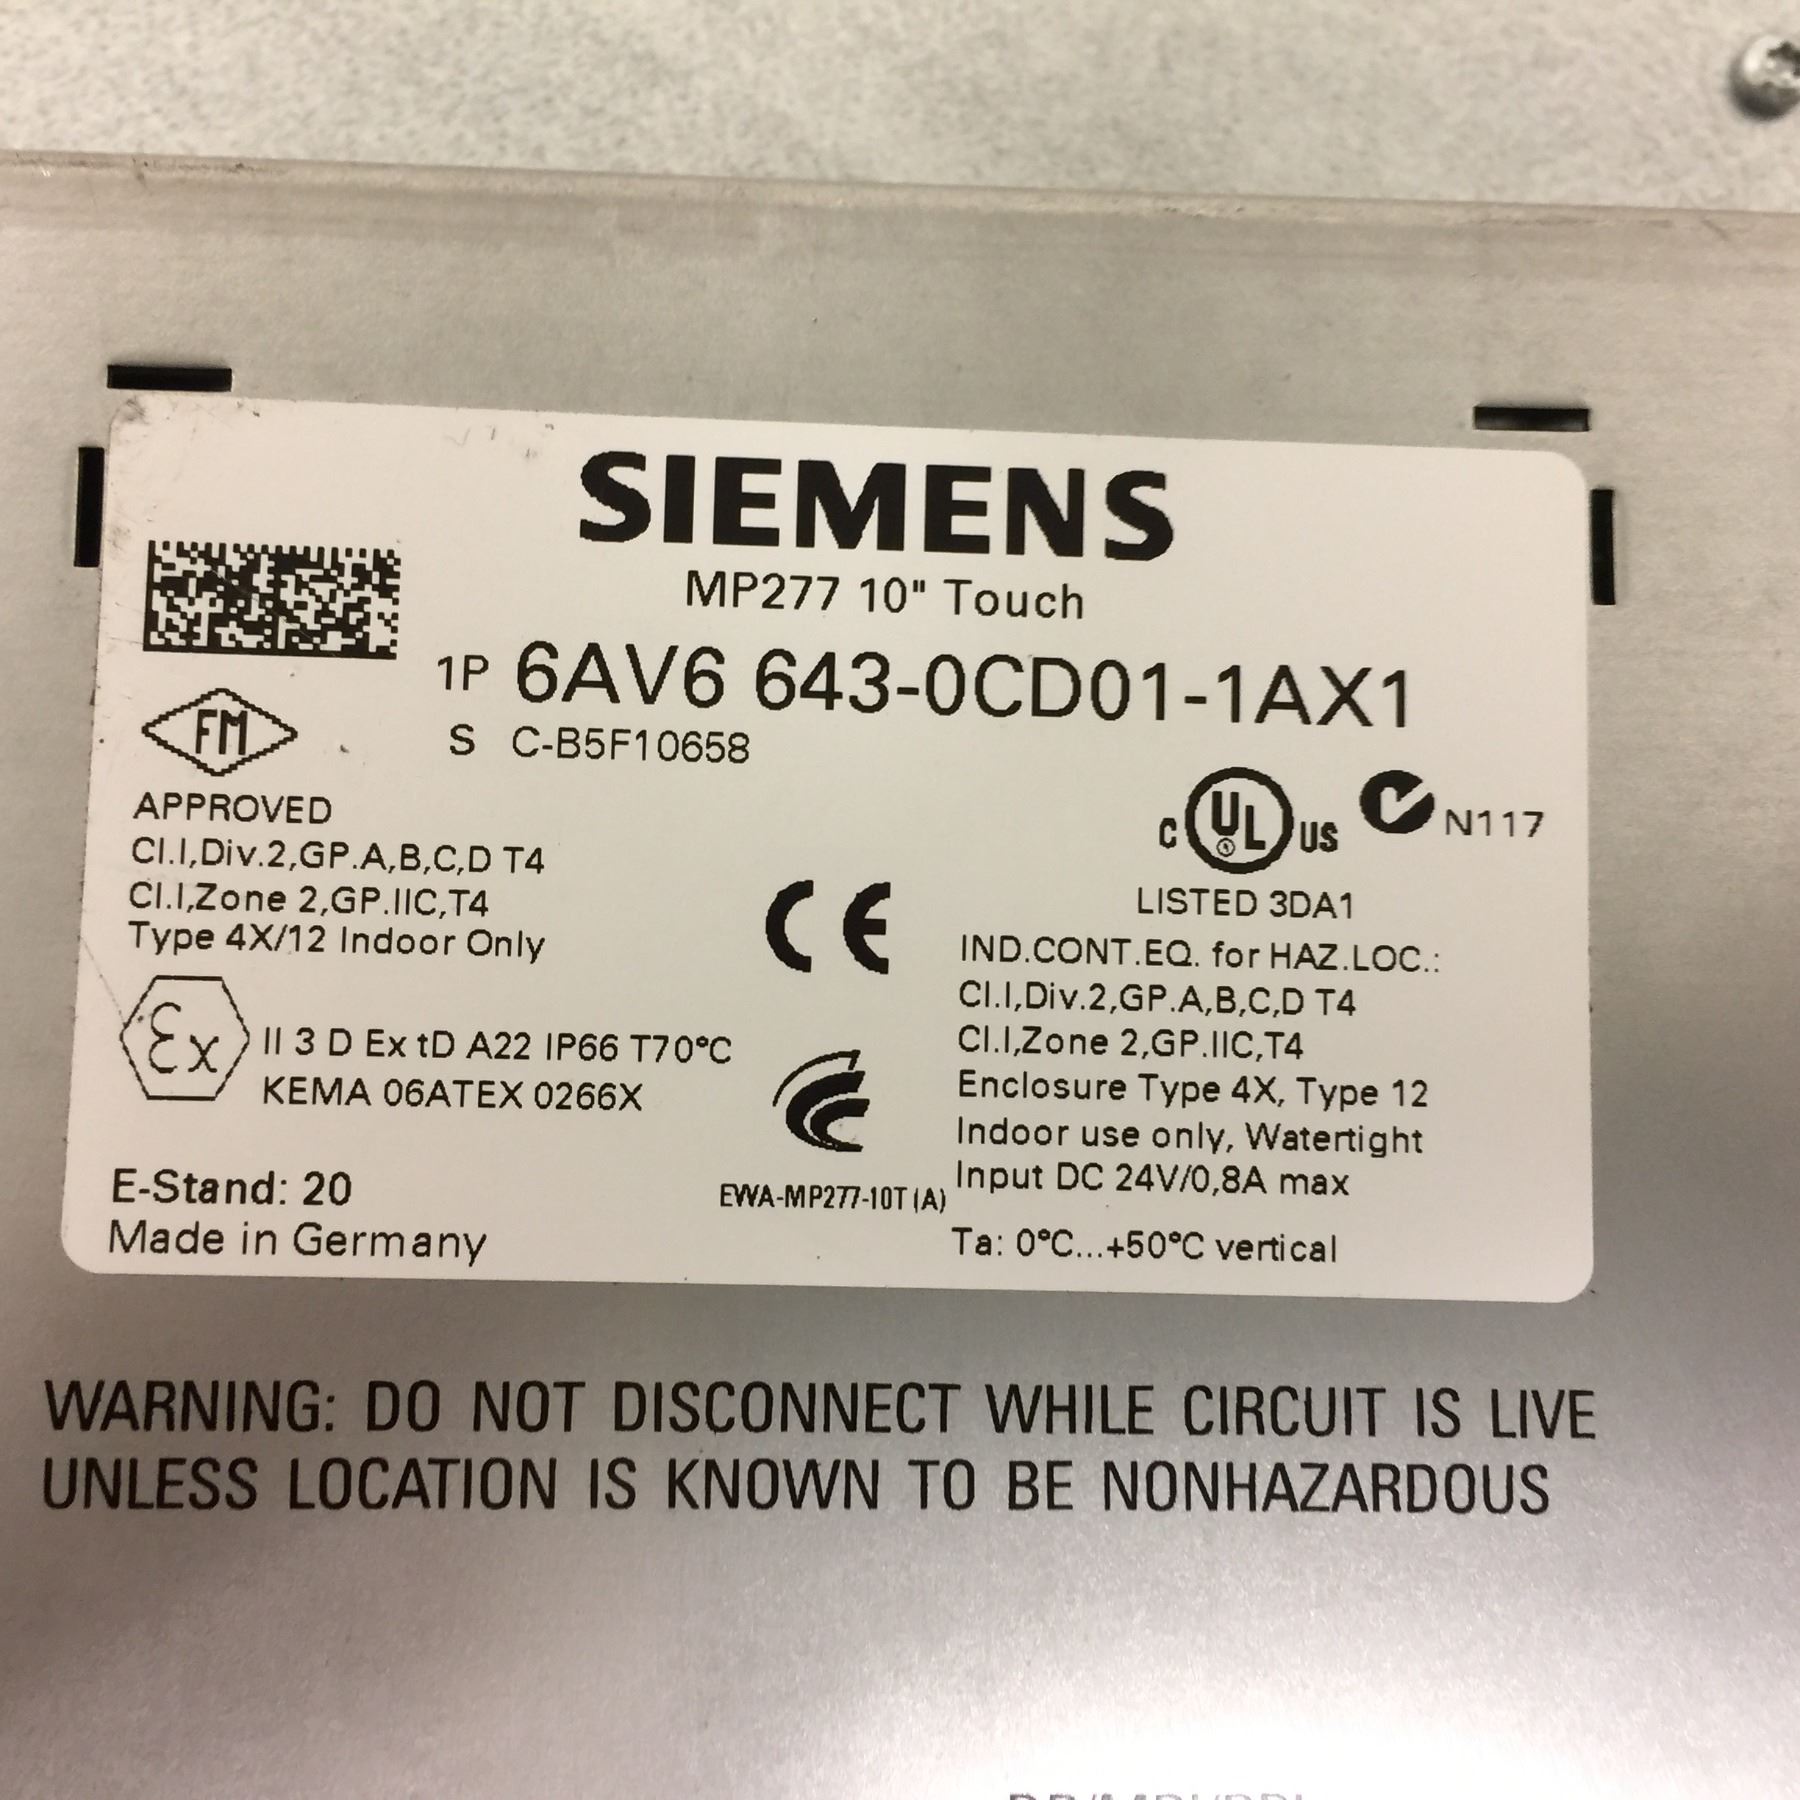 SIEMENS
MP277 10" Touch
1P 6AV6 643-0CD01-1AX1
S C-B5F10658
FM
APPROVED
Cl.I,Div.2,GP.A,B,C,D T4
Cl.I,Zone 2,GP.IIC,T4
Type 4X/12 Indoor Only
Ex II 3 D Ex tD A22 IP66 T70°C
KEMA 06ATEX 0266X
E-Stand: 20
Made in Germany
CE
EWA-MP277-10T (A)
C UL US N117
LISTED 3DA1
IND.CONT.EQ. for HAZ.LOC.:
Cl.I,Div.2,GP.A,B,C,D T4
Cl.I,Zone 2,GP.IIC,T4
Enclosure Type 4X, Type 12
Indoor use only, Watertight
Input DC 24V/0,8A max
Ta: 0°C...+50°C vertical
WARNING: DO NOT DISCONNECT WHILE CIRCUIT IS LIVE
UNLESS LOCATION IS KNOWN TO BE NONHAZARDOUS